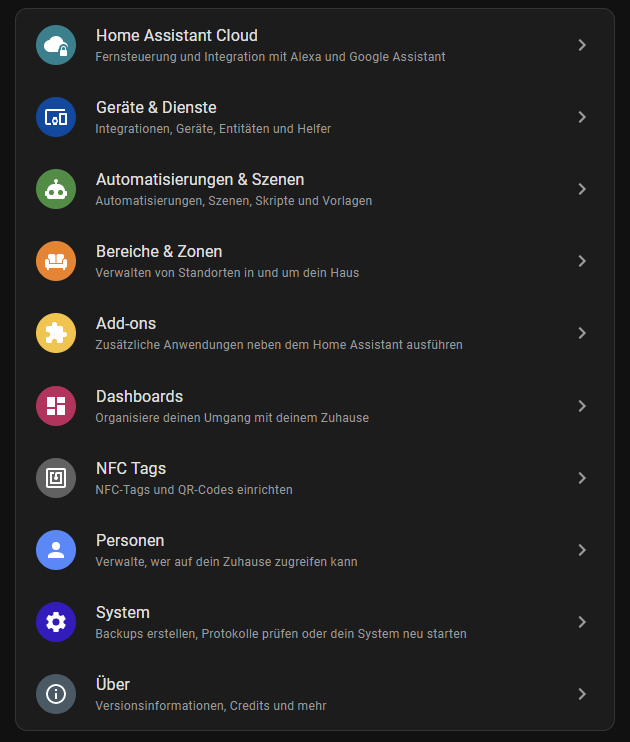 Home Assistant Cloud
Fernsteuerung und Integration mit Alexa und Google Assistant
Geräte & Dienste
Integrationen, Geräte, Entitäten und Helfer
Automatisierungen & Szenen
Automatisierungen, Szenen, Skripte und Vorlagen
Bereiche & Zonen
Verwalten von Standorten in und um dein Haus
Add-ons
Zusätzliche Anwendungen neben dem Home Assistant ausführen
Dashboards
Organisiere deinen Umgang mit deinem Zuhause
NFC Tags
NFC-Tags und QR-Codes einrichten
Personen
Verwalte, wer auf dein Zuhause zugreifen kann
System
Backups erstellen, Protokolle prüfen oder dein System neu starten
Über
Versionsinformationen, Credits und mehr